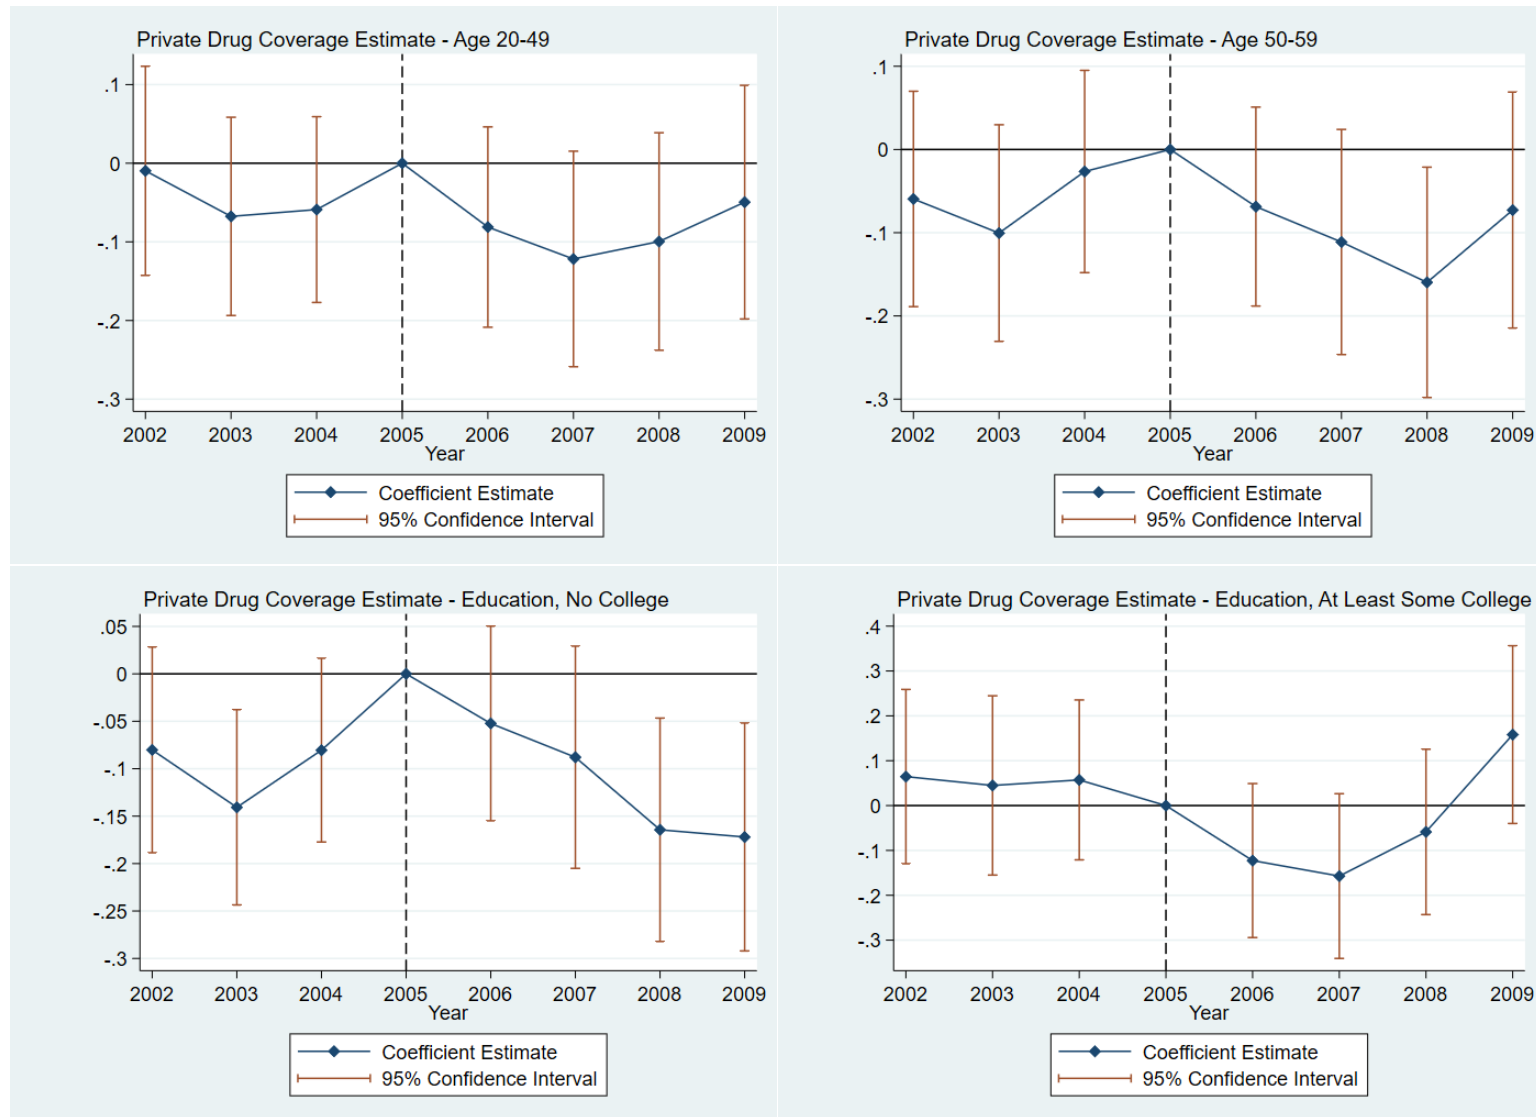 Private Drug Coverage Estimate - Age 20-49
.1
0
-.1
-.2
-.3
2002 2003 2004 2005 2006 2007 2008 2009
Year
Coefficient Estimate
95% Confidence Interval
Private Drug Coverage Estimate - Age 50-59
.1
0
-.1
-.2
-.3
2002 2003 2004 2005 2006 2007 2008 2009
Year
Coefficient Estimate
95% Confidence Interval
Private Drug Coverage Estimate - Education, No College
.05
0
-.05
-.1
-.15
-.2
-.25
-.3
2002 2003 2004 2005 2006 2007 2008 2009
Year
Coefficient Estimate
95% Confidence Interval
Private Drug Coverage Estimate - Education, At Least Some College
.4
.3
.2
.1
0
-.1
-.2
-.3
2002 2003 2004 2005 2006 2007 2008 2009
Year
Coefficient Estimate
95% Confidence Interval